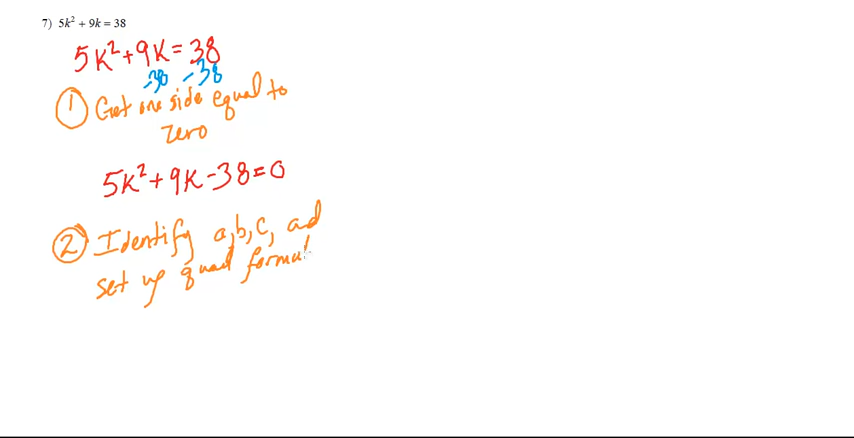 7) 5k² + 9k = 38
5k²+9k=38
-38 -38
① Get one side equal to
zero
5k²+9k-38=0
② Identify a,b,c, and
set up quad formul